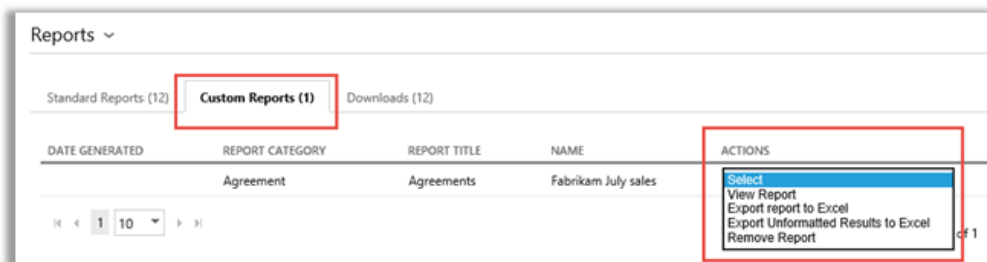 Reports
Standard Reports (12) Custom Reports (1) Downloads (12)
DATE GENERATED REPORT CATEGORY REPORT TITLE NAME ACTIONS
Agreement Agreements Fabrikam July sales Select
View Report
Export report to Excel
Export Unformatted Results to Excel
1 10 of 1
Remove Report